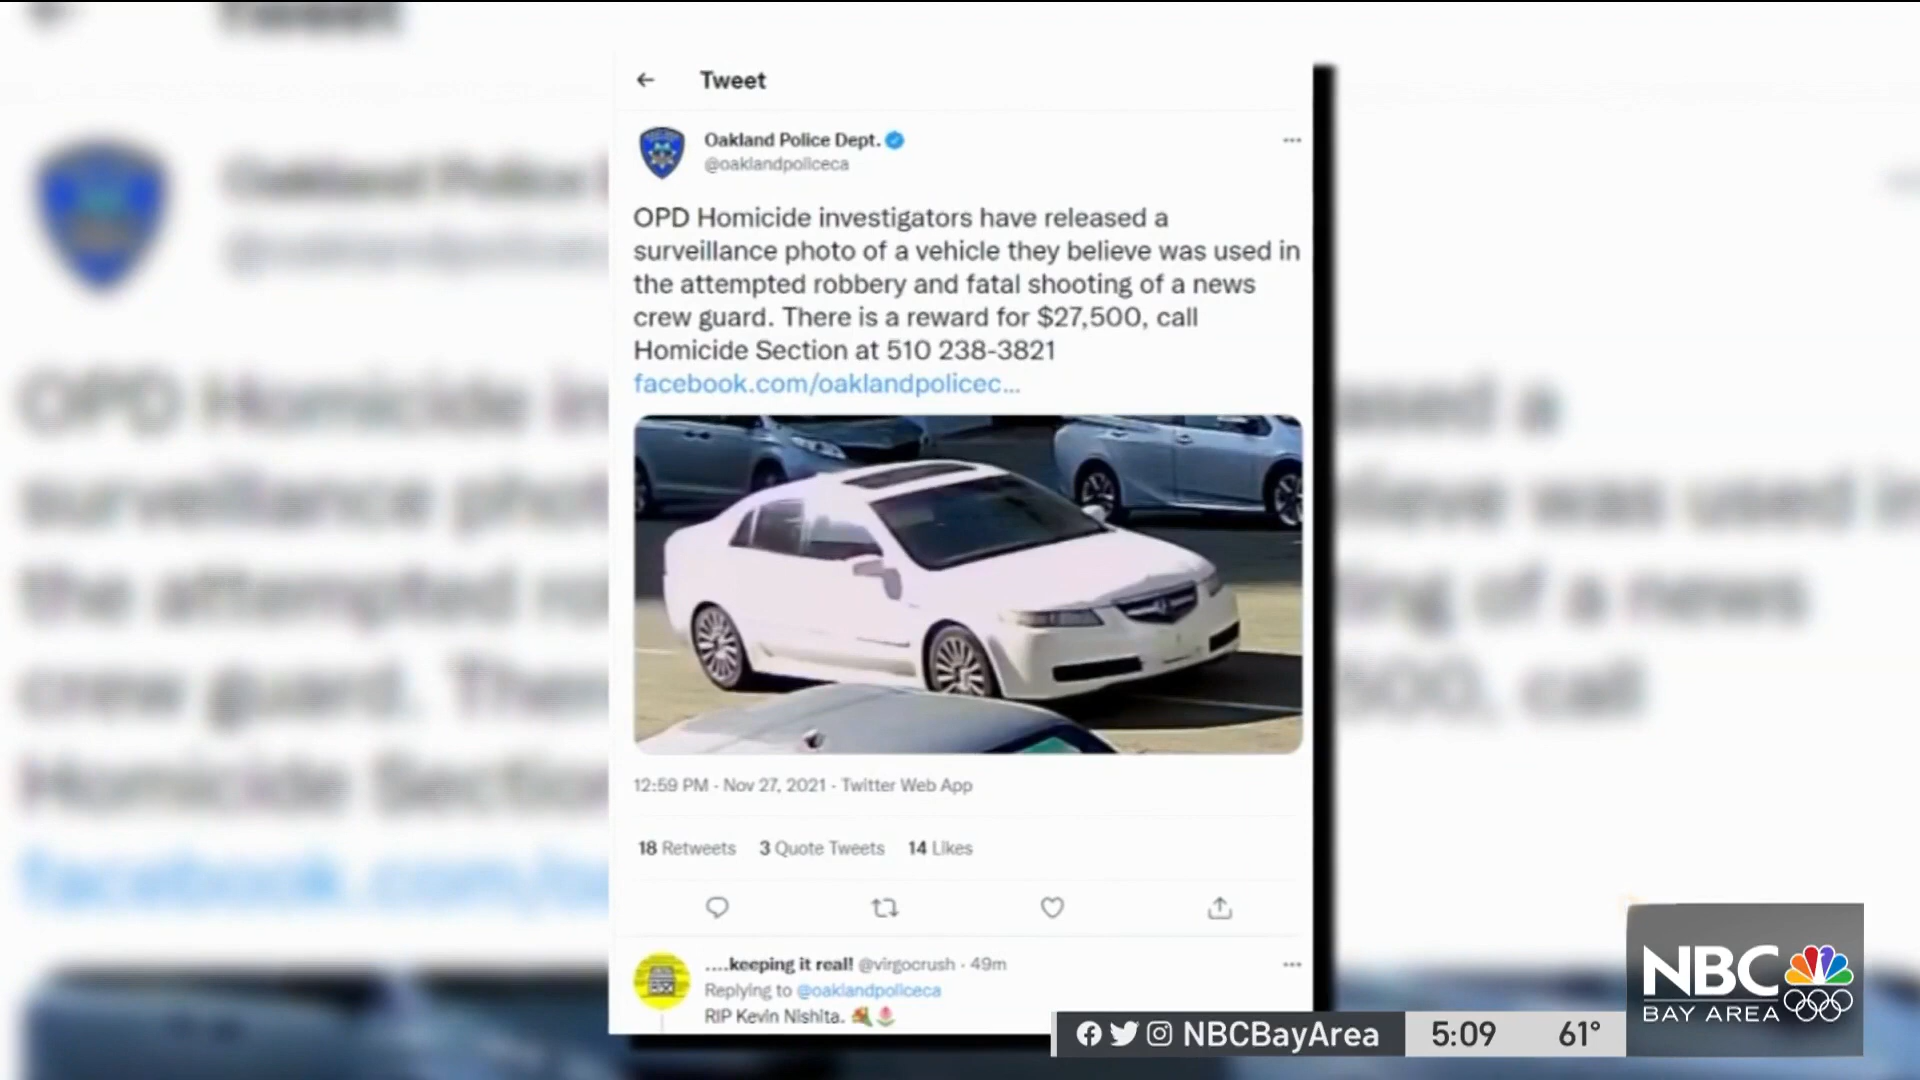 Tweet
Oakland Police Dept.
@oaklandpoliceca
OPD Homicide investigators have released a
surveillance photo of a vehicle they believe was used in
the attempted robbery and fatal shooting of a news
crew guard. There is a reward for $27,500, call
Homicide Section at 510 238-3821
facebook.com/oaklandpolicec...
12:59 PM · Nov 27, 2021 · Twitter Web App
18 Retweets 3 Quote Tweets 14 Likes
....keeping it real! @virgocrush · 49m
Replying to @oaklandpoliceca
RIP Kevin Nishita.
NBCBayArea 5:09 61°
NBC
BAY AREA